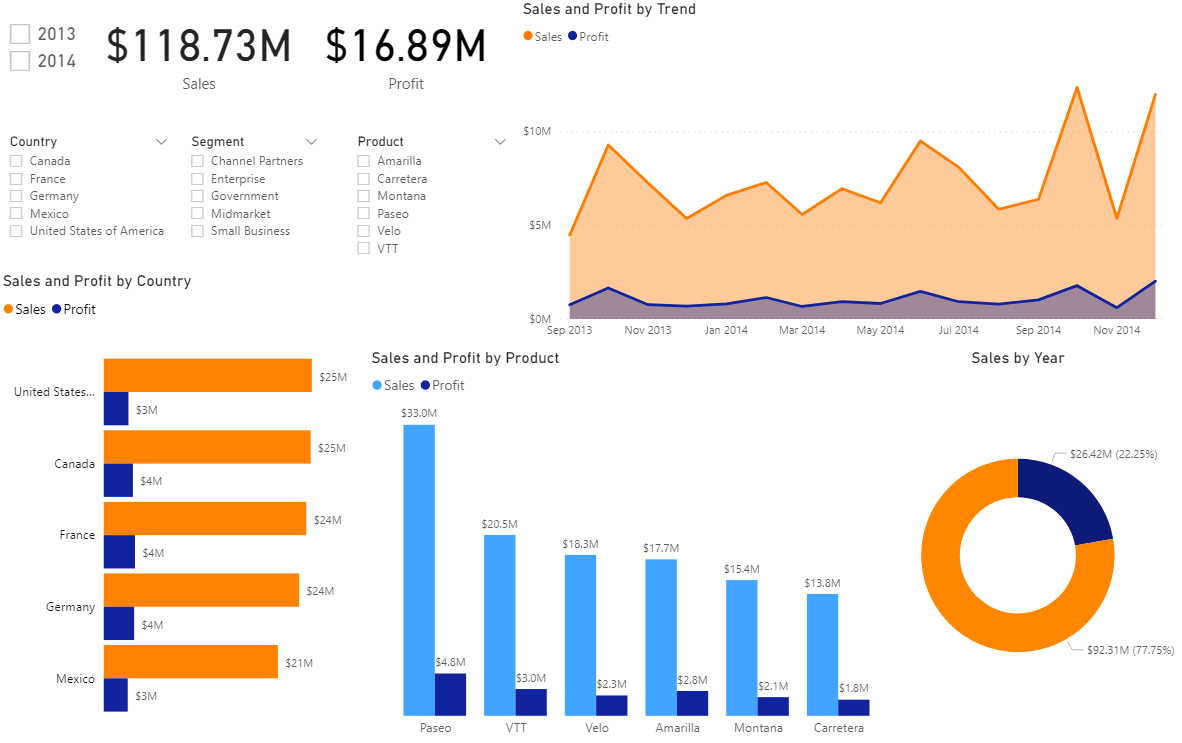 2013
2014
$118.73M
Sales
$16.89M
Profit
Country
Canada
France
Germany
Mexico
United States of America
Segment
Channel Partners
Enterprise
Government
Midmarket
Small Business
Product
Amarilla
Carretera
Montana
Paseo
Velo
VTT
Sales and Profit by Trend
Sales Profit
$10M
$5M
$0M
Sep 2013 Nov 2013 Jan 2014 Mar 2014 May 2014 Jul 2014 Sep 2014 Nov 2014
Sales and Profit by Country
Sales Profit
United States... $25M
$3M
Canada $25M
$4M
France $24M
$4M
Germany $24M
$4M
Mexico $21M
$3M
Sales and Profit by Product
Sales Profit
$33.0M
$4.8M
$20.5M
$3.0M
$18.3M
$2.3M
$17.7M
$2.8M
$15.4M
$2.1M
$13.8M
$1.8M
Paseo VTT Velo Amarilla Montana Carretera
Sales by Year
$26.42M (22.25%)
$92.31M (77.75%)